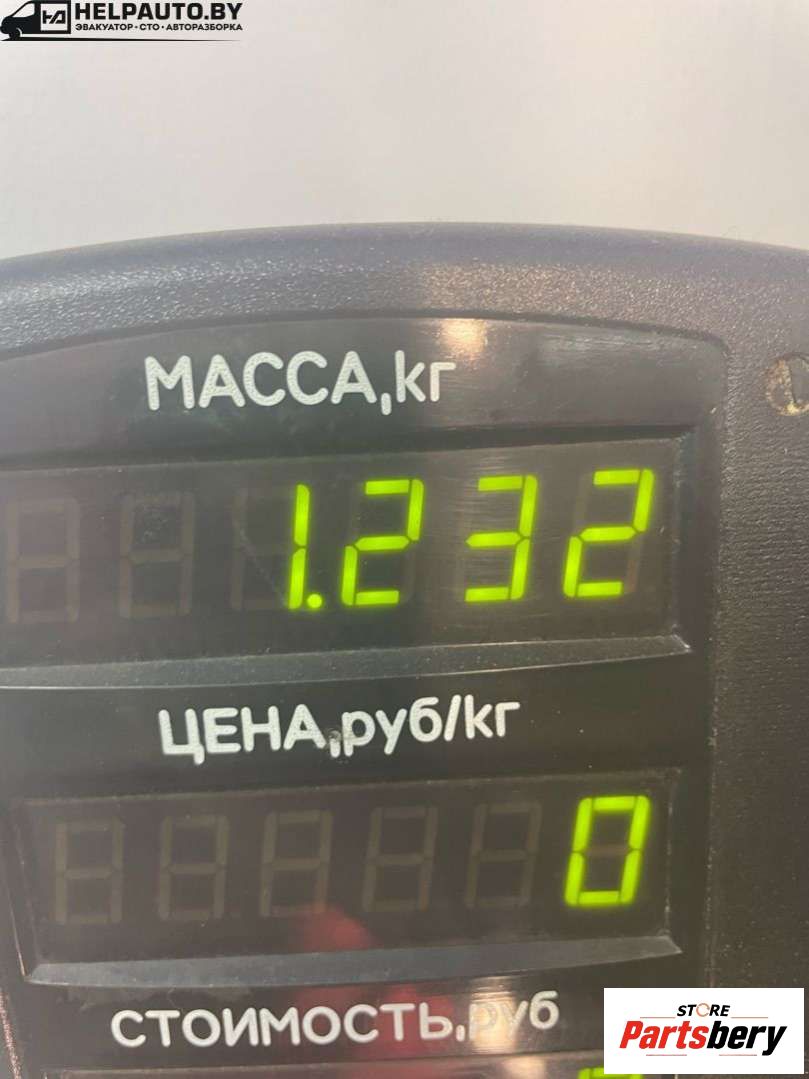 HELPAUTO.BY
ЭВАКУАТОР • СТО • АВТОРАЗБОРКА
МАССА,кг
1.232
ЦЕНА,руб/кг
0
СТОИМОСТЬ,руб
STORE
Partsbery